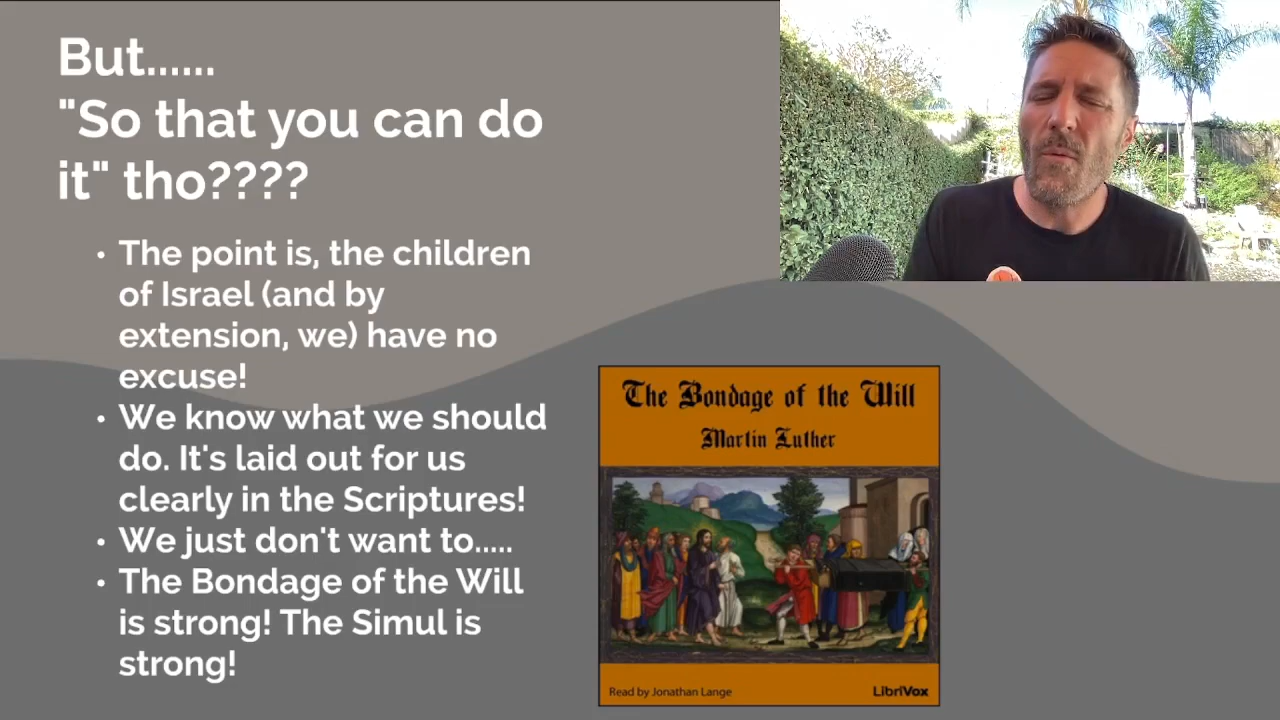 But......
"So that you can do
it" tho????
• The point is, the children
of Israel (and by
extension, we) have no
excuse!
• We know what we should
do. It's laid out for us
clearly in the Scriptures!
• We just don't want to.....
• The Bondage of the Will
is strong! The Simul is
strong!
The Bondage of the Will
Martin Luther
Read by Jonathan Lange
LibriVox